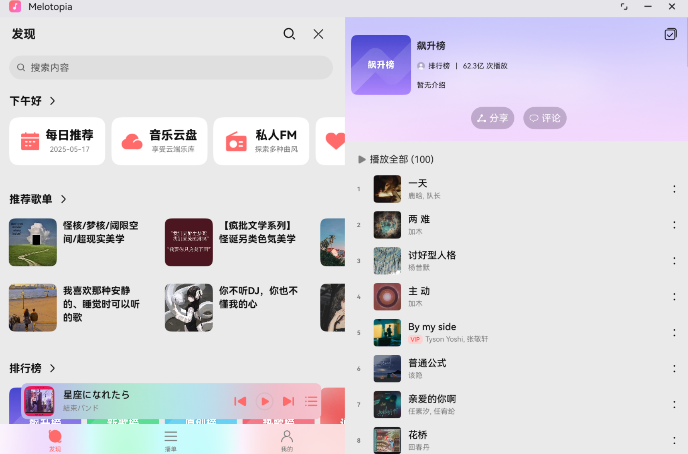 Melotopia
发现
搜索内容
下午好
每日推荐
2025-05-17
音乐云盘
享受云端乐库
私人FM
探索多种曲风
推荐歌单
怪核/梦核/阈限空
间/超现实美学
【疯批文学系列】
怪诞另类色氛美学
我喜欢那种安静
的、睡觉时可以听
的歌
你不听DJ，你也不
懂我的心
排行榜
星座になれたら
結束バンド
发现
播单
我的
飙升榜
飙升榜
排行榜 | 62.3亿 次播放
暂无介绍
分享
评论
播放全部 (100)
1
一天
鹿晗, 队长
2
两 难
加木
3
讨好型人格
杨世默
4
主 动
加木
5
By my side
VIP Tyson Yoshi, 张敬轩
6
普通公式
该隐
7
亲爱的你啊
8
花桥
回春丹